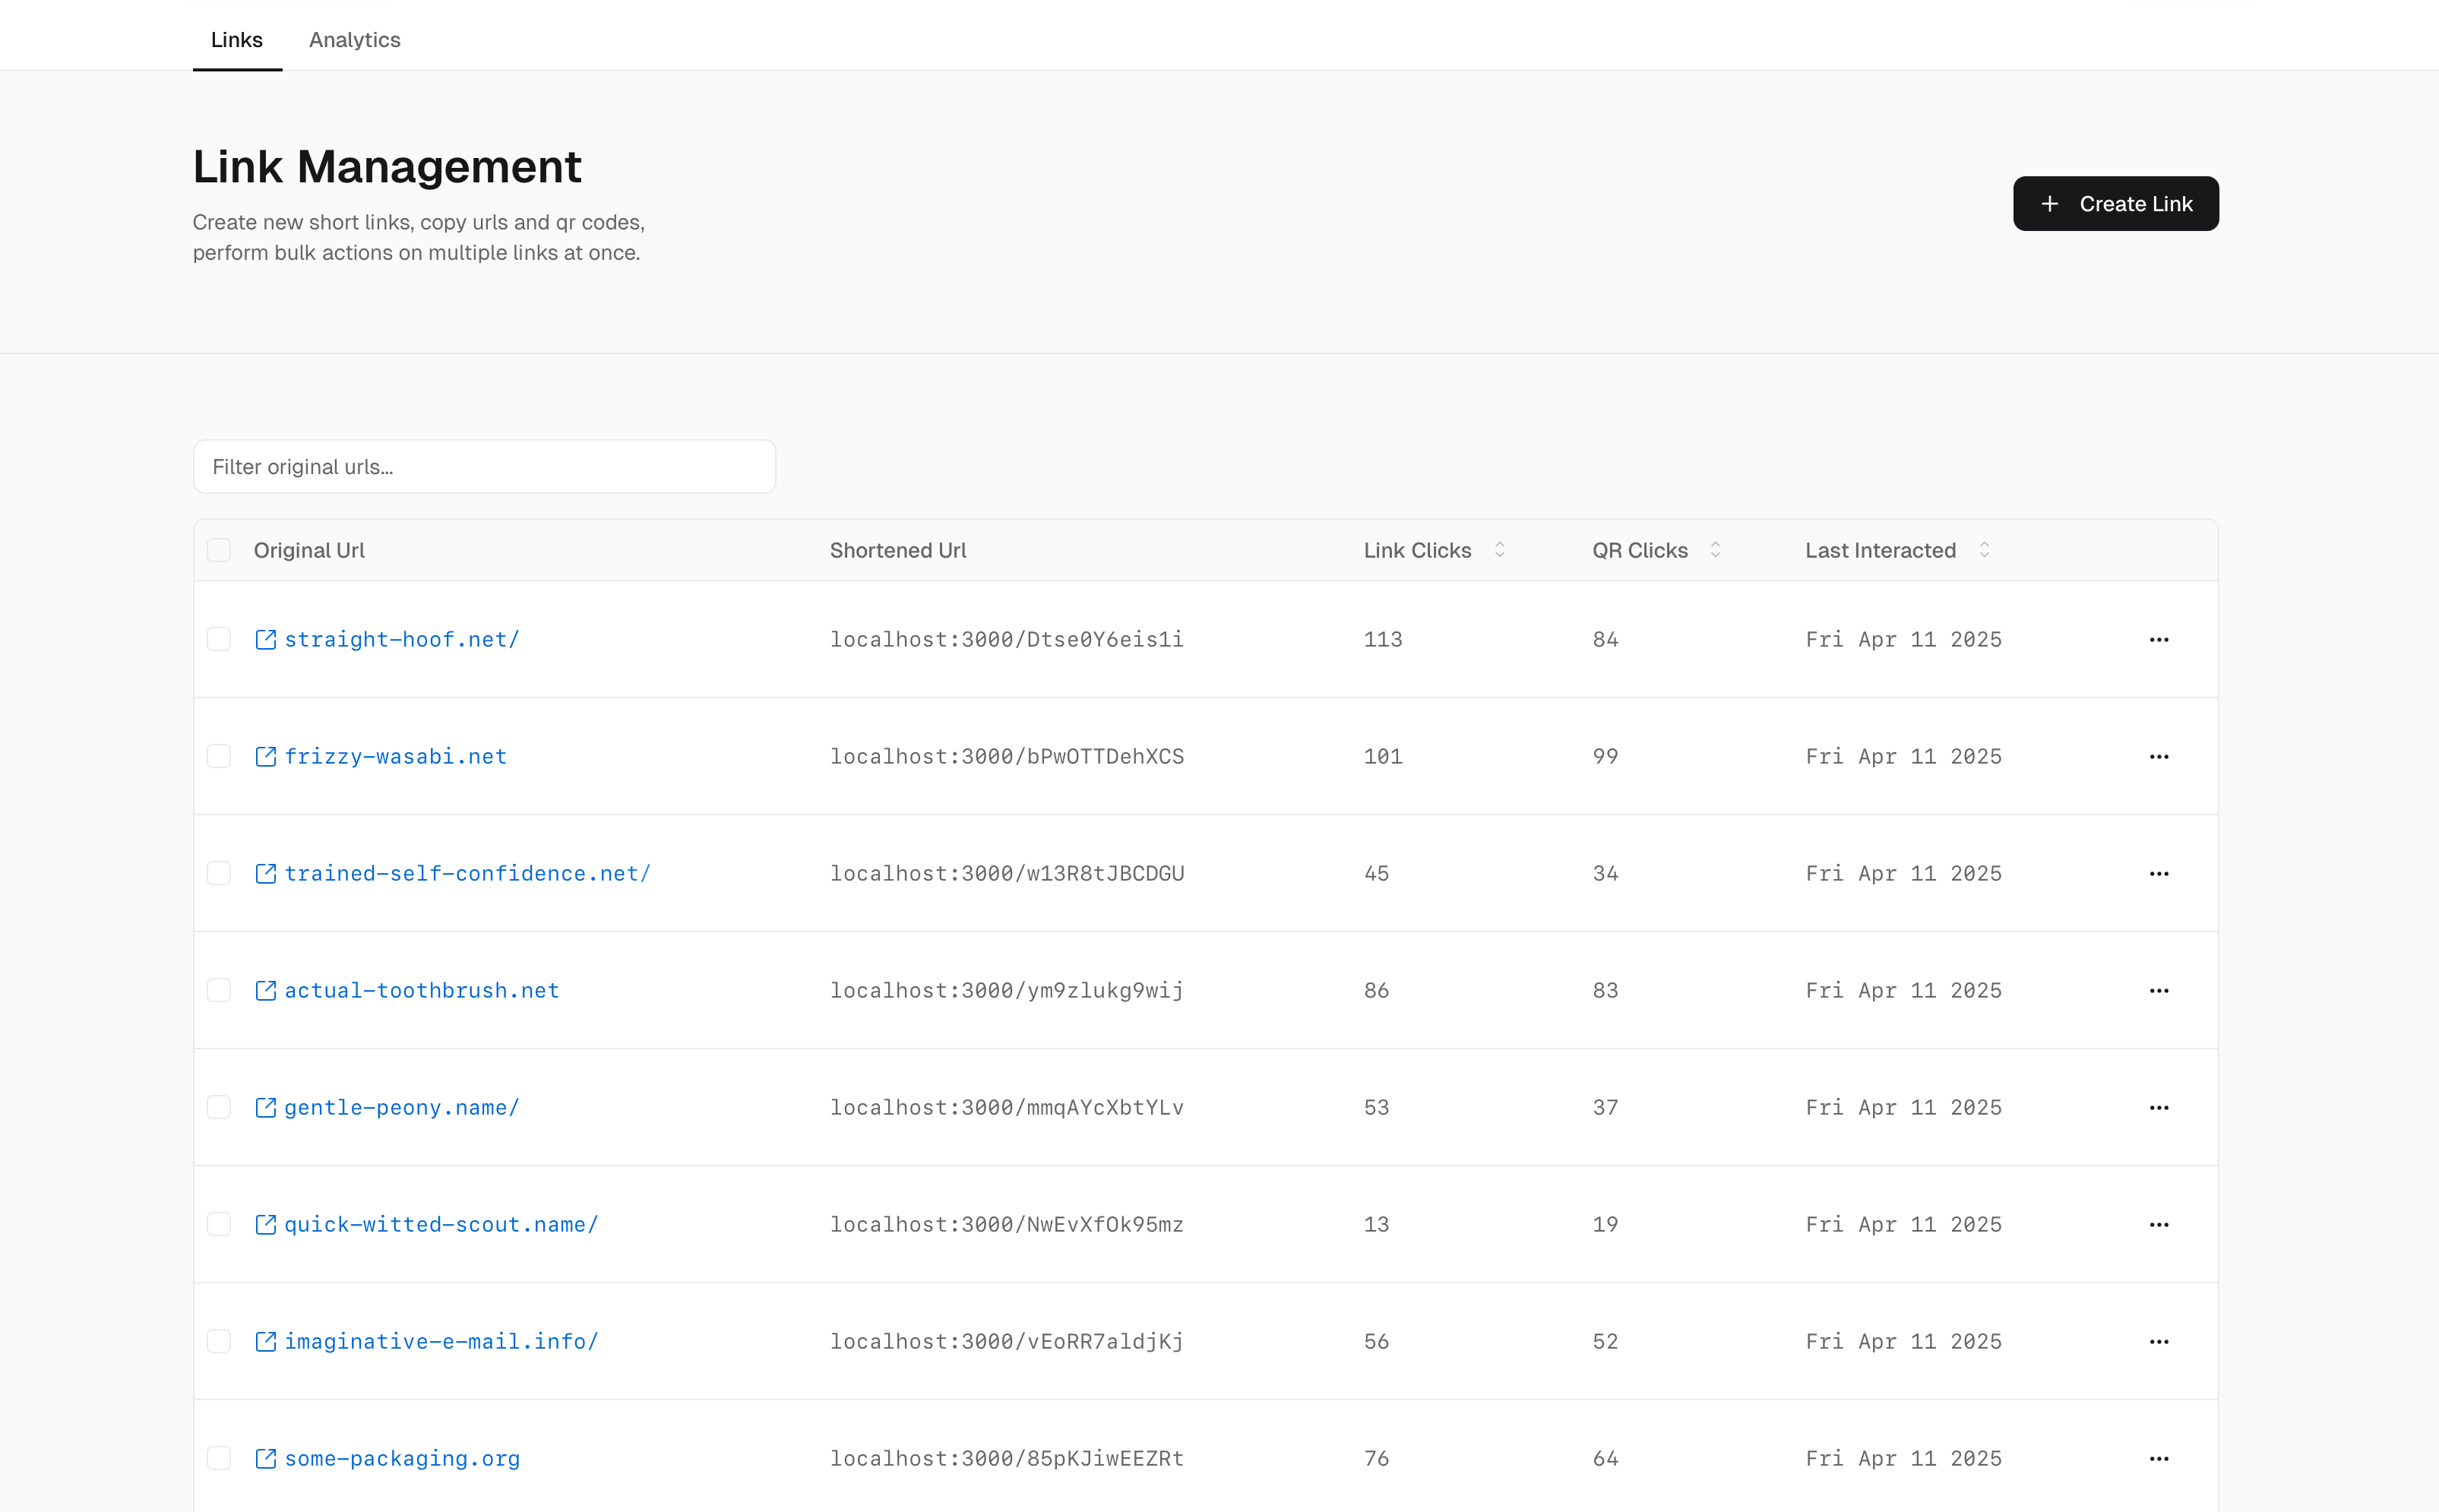 Links Analytics
Link Management
Create new short links, copy urls and qr codes,
perform bulk actions on multiple links at once.
+ Create Link
Filter original urls...
Original Url Shortened Url Link Clicks QR Clicks Last Interacted
straight-hoof.net/ localhost:3000/Dtse0Y6eis1i 113 84 Fri Apr 11 2025 ...
frizzy-wasabi.net localhost:3000/bPwOTTDehXCS 101 99 Fri Apr 11 2025 ...
trained-self-confidence.net/ localhost:3000/w13R8tJBCDGU 45 34 Fri Apr 11 2025 ...
actual-toothbrush.net localhost:3000/ym9zlukg9wij 86 83 Fri Apr 11 2025 ...
gentle-peony.name/ localhost:3000/mmqAYcXbtYLv 53 37 Fri Apr 11 2025 ...
quick-witted-scout.name/ localhost:3000/NwEvXfOk95mz 13 19 Fri Apr 11 2025 ...
imaginative-e-mail.info/ localhost:3000/vEoRR7aldjKj 56 52 Fri Apr 11 2025 ...
some-packaging.org localhost:3000/85pKJiwEEZRt 76 64 Fri Apr 11 2025 ...